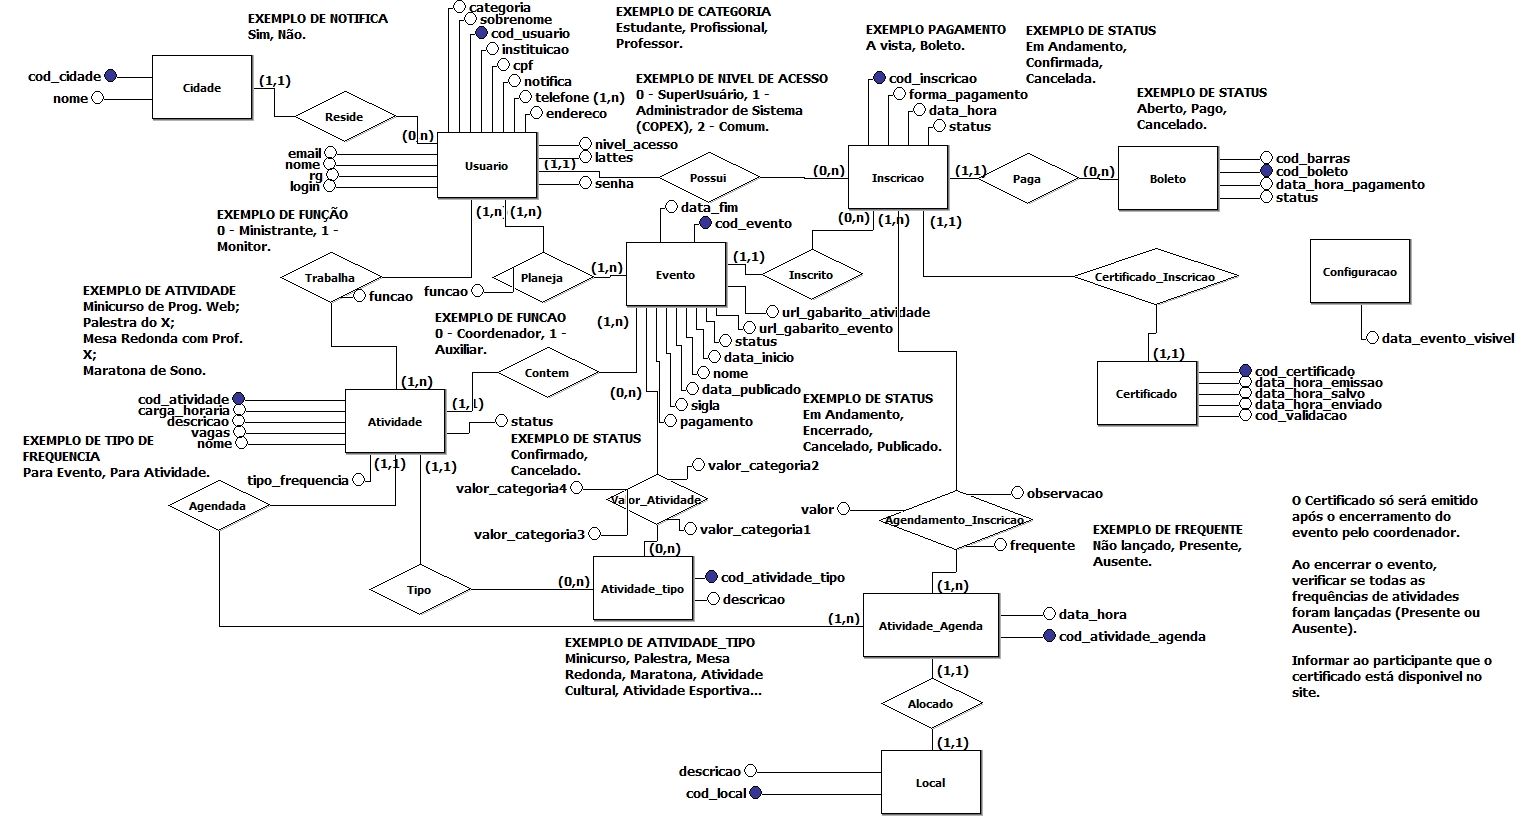 categoria
sobrenome
cod_usuario
instituicao
cpf
notifica
telefone (1,n)
endereco
EXEMPLO DE NOTIFICA
Sim, Não.
EXEMPLO DE CATEGORIA
Estudante, Profissional,
Professor.
EXEMPLO PAGAMENTO
A vista, Boleto.
EXEMPLO DE STATUS
Em Andamento,
Confirmada,
Cancelada.
EXEMPLO DE NIVEL DE ACESSO
0 - SuperUsuário, 1 -
Administrador de Sistema
(COPEX), 2 - Comum.
EXEMPLO DE STATUS
Aberto, Pago,
Cancelado.
cod_cidade
nome
Cidade
(1,1)
Reside
(0,n)
email
nome
rg
login
Usuario
nivel_acesso
lattes
(1,1)
senha
(1,n)
(1,n)
Possui
(0,n)
cod_inscricao
forma_pagamento
data_hora
status
Inscricao
(1,1)
(0,n)
(1,n)
(1,1)
Paga
(0,n)
Boleto
cod_barras
cod_boleto
data_hora_pagamento
status
EXEMPLO DE FUNÇÃO
0 - Ministrante, 1 -
Monitor.
Trabalha
funcao
Planeja
funcao
(1,n)
data_fim
cod_evento
Evento
(1,1)
Inscrito
url_gabarito_atividade
url_gabarito_evento
status
data_inicio
nome
data_publicado
sigla
pagamento
Certificado_Inscricao
(1,1)
Certificado
cod_certificado
data_hora_emissao
data_hora_salvo
data_hora_enviado
cod_validacao
Configuracao
data_evento_visivel
EXEMPLO DE ATIVIDADE
Minicurso de Prog. Web;
Palestra do X;
Mesa Redonda com Prof.
X;
Maratona de Sono.
EXEMPLO DE FUNCAO
0 - Coordenador, 1 -
Auxiliar.
(1,n)
Contem
(0,n)
(1,n)
(1,1)
cod_atividade
carga_horaria
descricao
vagas
nome
Atividade
status
(1,1)
(1,1)
tipo_frequencia
EXEMPLO DE TIPO DE
FREQUENCIA
Para Evento, Para Atividade.
EXEMPLO DE STATUS
Confirmado,
Cancelado.
EXEMPLO DE STATUS
Em Andamento,
Encerrado,
Cancelado, Publicado.
Agendada
Tipo
(0,n)
valor_categoria2
valor_categoria4
Valor_Atividade
valor_categoria3
valor_categoria1
(0,n)
Atividade_tipo
cod_atividade_tipo
descricao
EXEMPLO DE ATIVIDADE_TIPO
Minicurso, Palestra, Mesa
Redonda, Maratona, Atividade
Cultural, Atividade Esportiva...
valor
observacao
Agendamento_Inscricao
frequente
EXEMPLO DE FREQUENTE
Não lançado, Presente,
Ausente.
(1,n)
(1,n)
Atividade_Agenda
data_hora
cod_atividade_agenda
(1,1)
Alocado
(1,1)
Local
descricao
cod_local
O Certificado só será emitido
após o encerramento do
evento pelo coordenador.
Ao encerrar o evento,
verificar se todas as
frequências de atividades
foram lançadas (Presente ou
Ausente).
Informar ao participante que o
certificado está disponivel no
site.